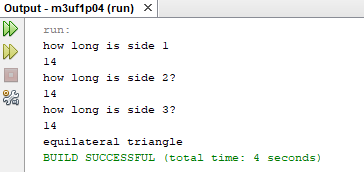 Output - m3uf1p04 (run)
run:
how long is side 1
14
how long is side 2?
14
how long is side 3?
14
equilateral triangle
BUILD SUCCESSFUL (total time: 4 seconds)